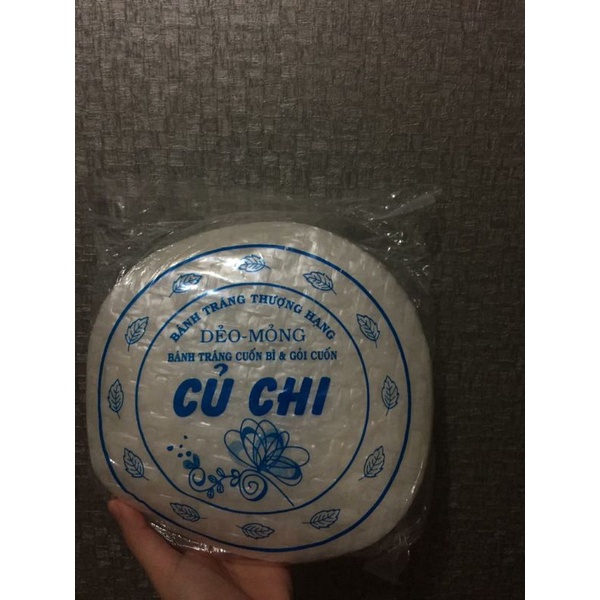 BÁNH TRÁNG THƯỢNG HẠNG
DẺO-MỎNG
BÁNH TRÁNG CUỐN BÌ & GỎI CUỐN
CỦ CHI